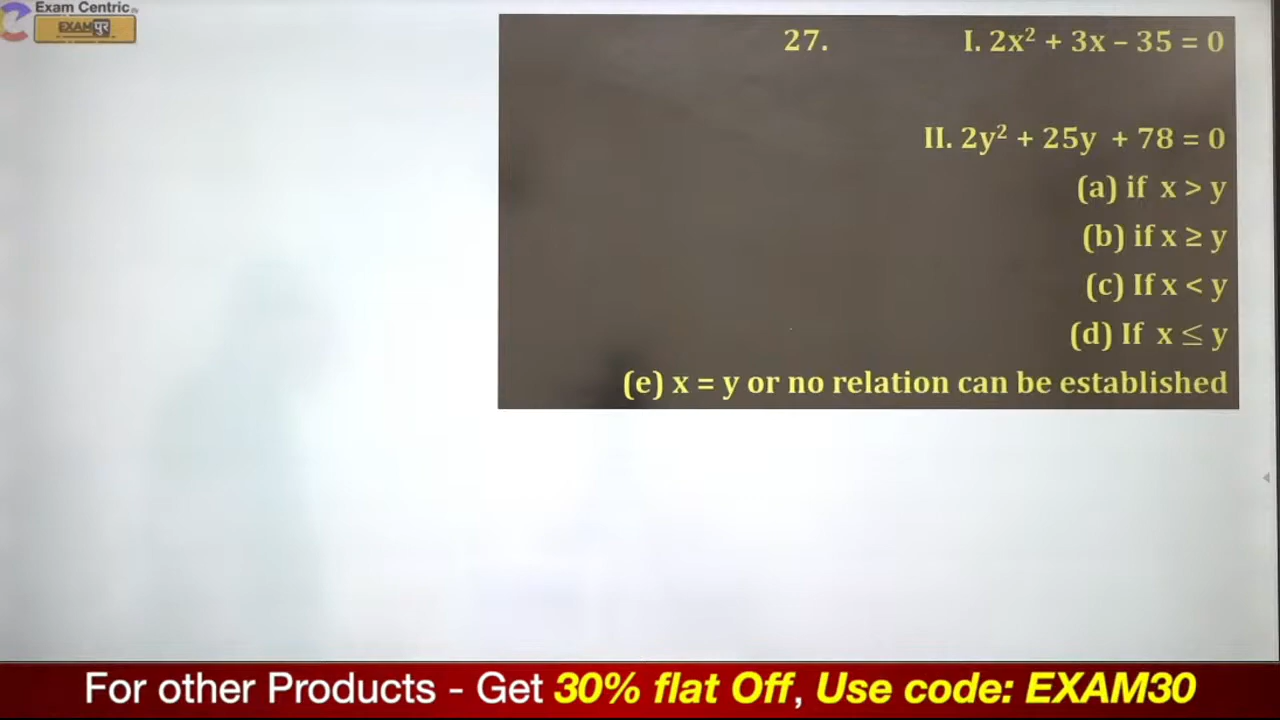 Exam Centric
EXAMपुर
27. I. 2x² + 3x – 35 = 0
II. 2y² + 25y + 78 = 0
(a) if x > y
(b) if x ≥ y
(c) If x < y
(d) If x ≤ y
(e) x = y or no relation can be established
For other Products - Get 30% flat Off, Use code: EXAM30